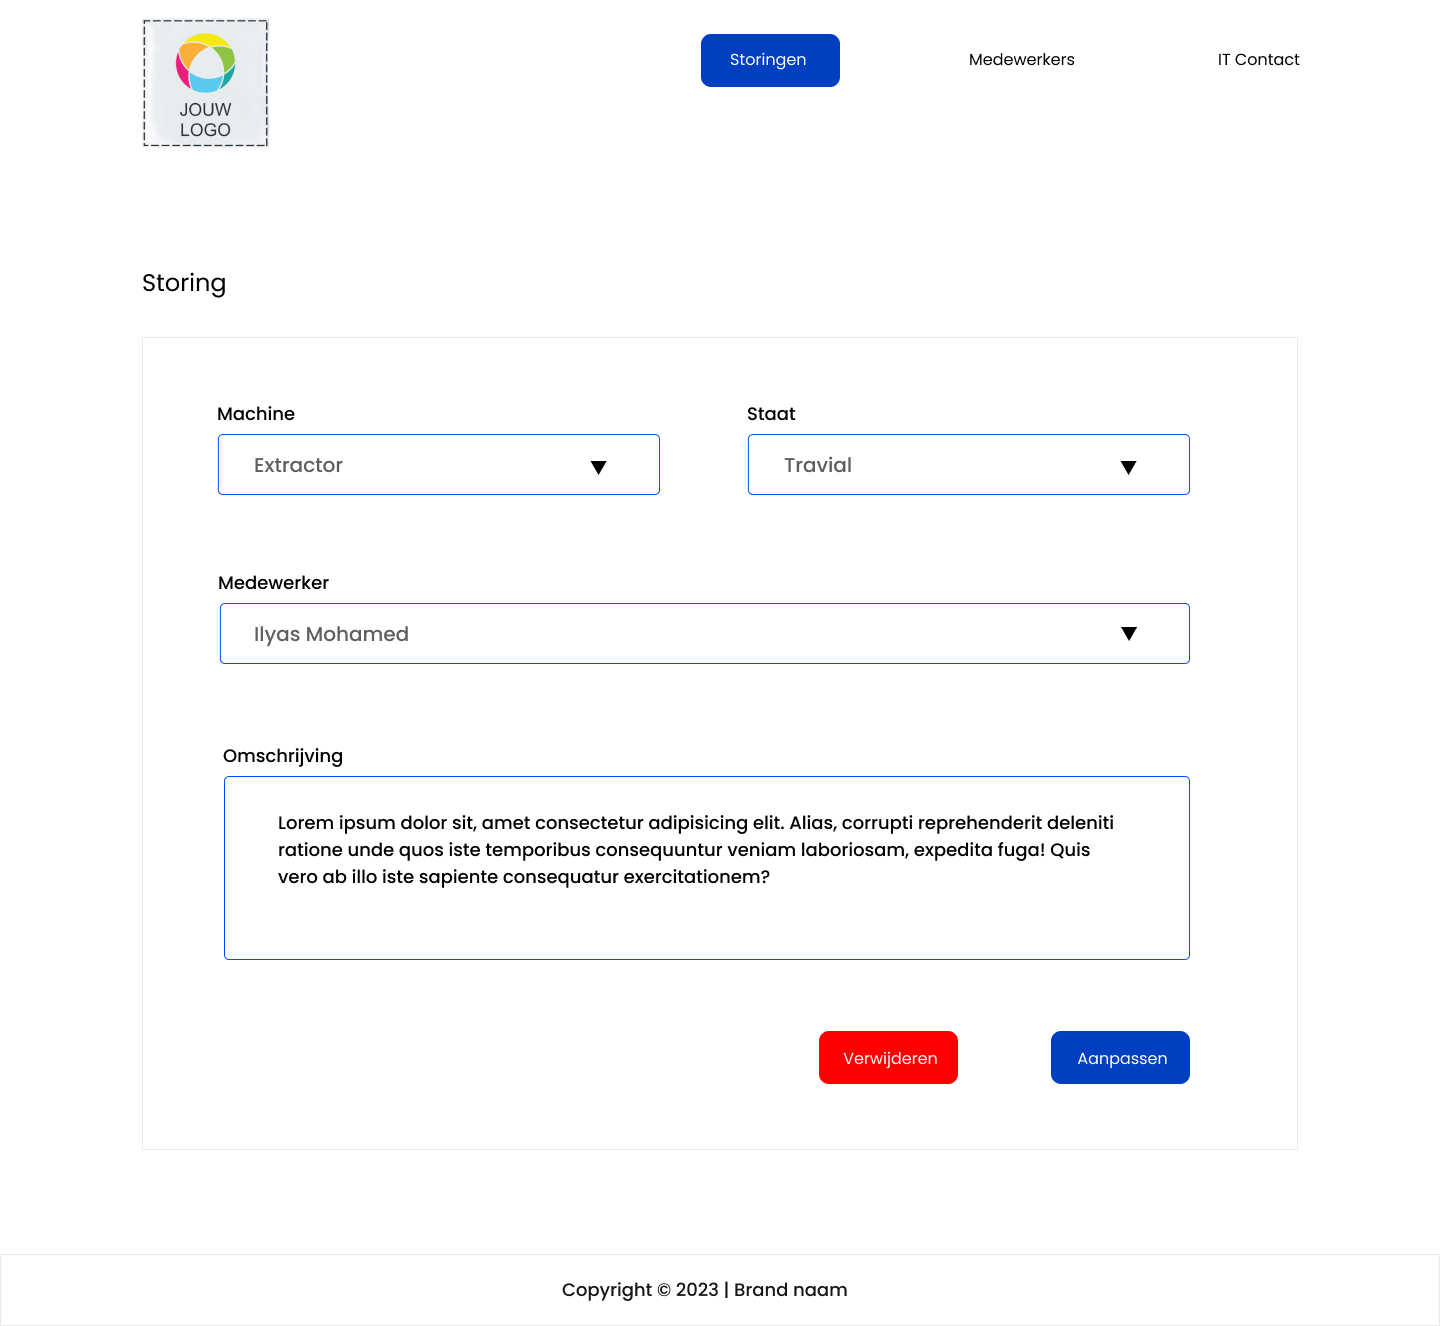 JOUW
LOGO
Storingen
Medewerkers
IT Contact
Storing
Machine
Staat
Extractor
Travial
Medewerker
Ilyas Mohamed
Omschrijving
Lorem ipsum dolor sit, amet consectetur adipisicing elit. Alias, corrupti reprehenderit deleniti
ratione unde quos iste temporibus consequuntur veniam laboriosam, expedita fuga! Quis
vero ab illo iste sapiente consequatur exercitationem?
Verwijderen
Aanpassen
Copyright © 2023 | Brand naam